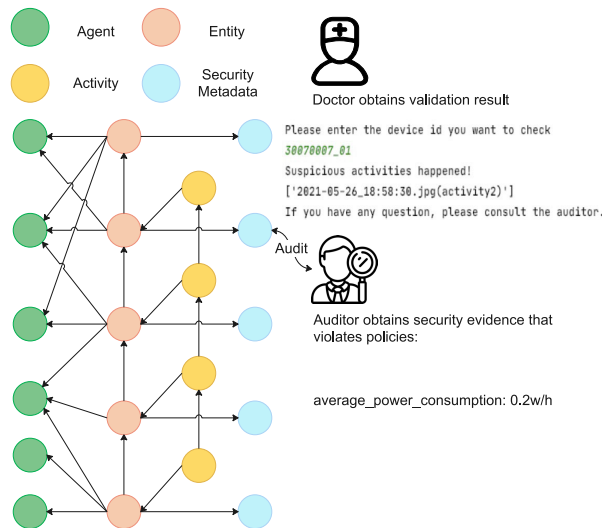 Agent
Entity
Activity
Security
Metadata
Doctor obtains validation result
Please enter the device id you want to check
30070007_01
Suspicious activities happened!
['2021-05-26_18:58:30.jpg(activity2)']
If you have any question, please consult the auditor.
Audit
Auditor obtains security evidence that
violates policies:
average_power_consumption: 0.2w/h